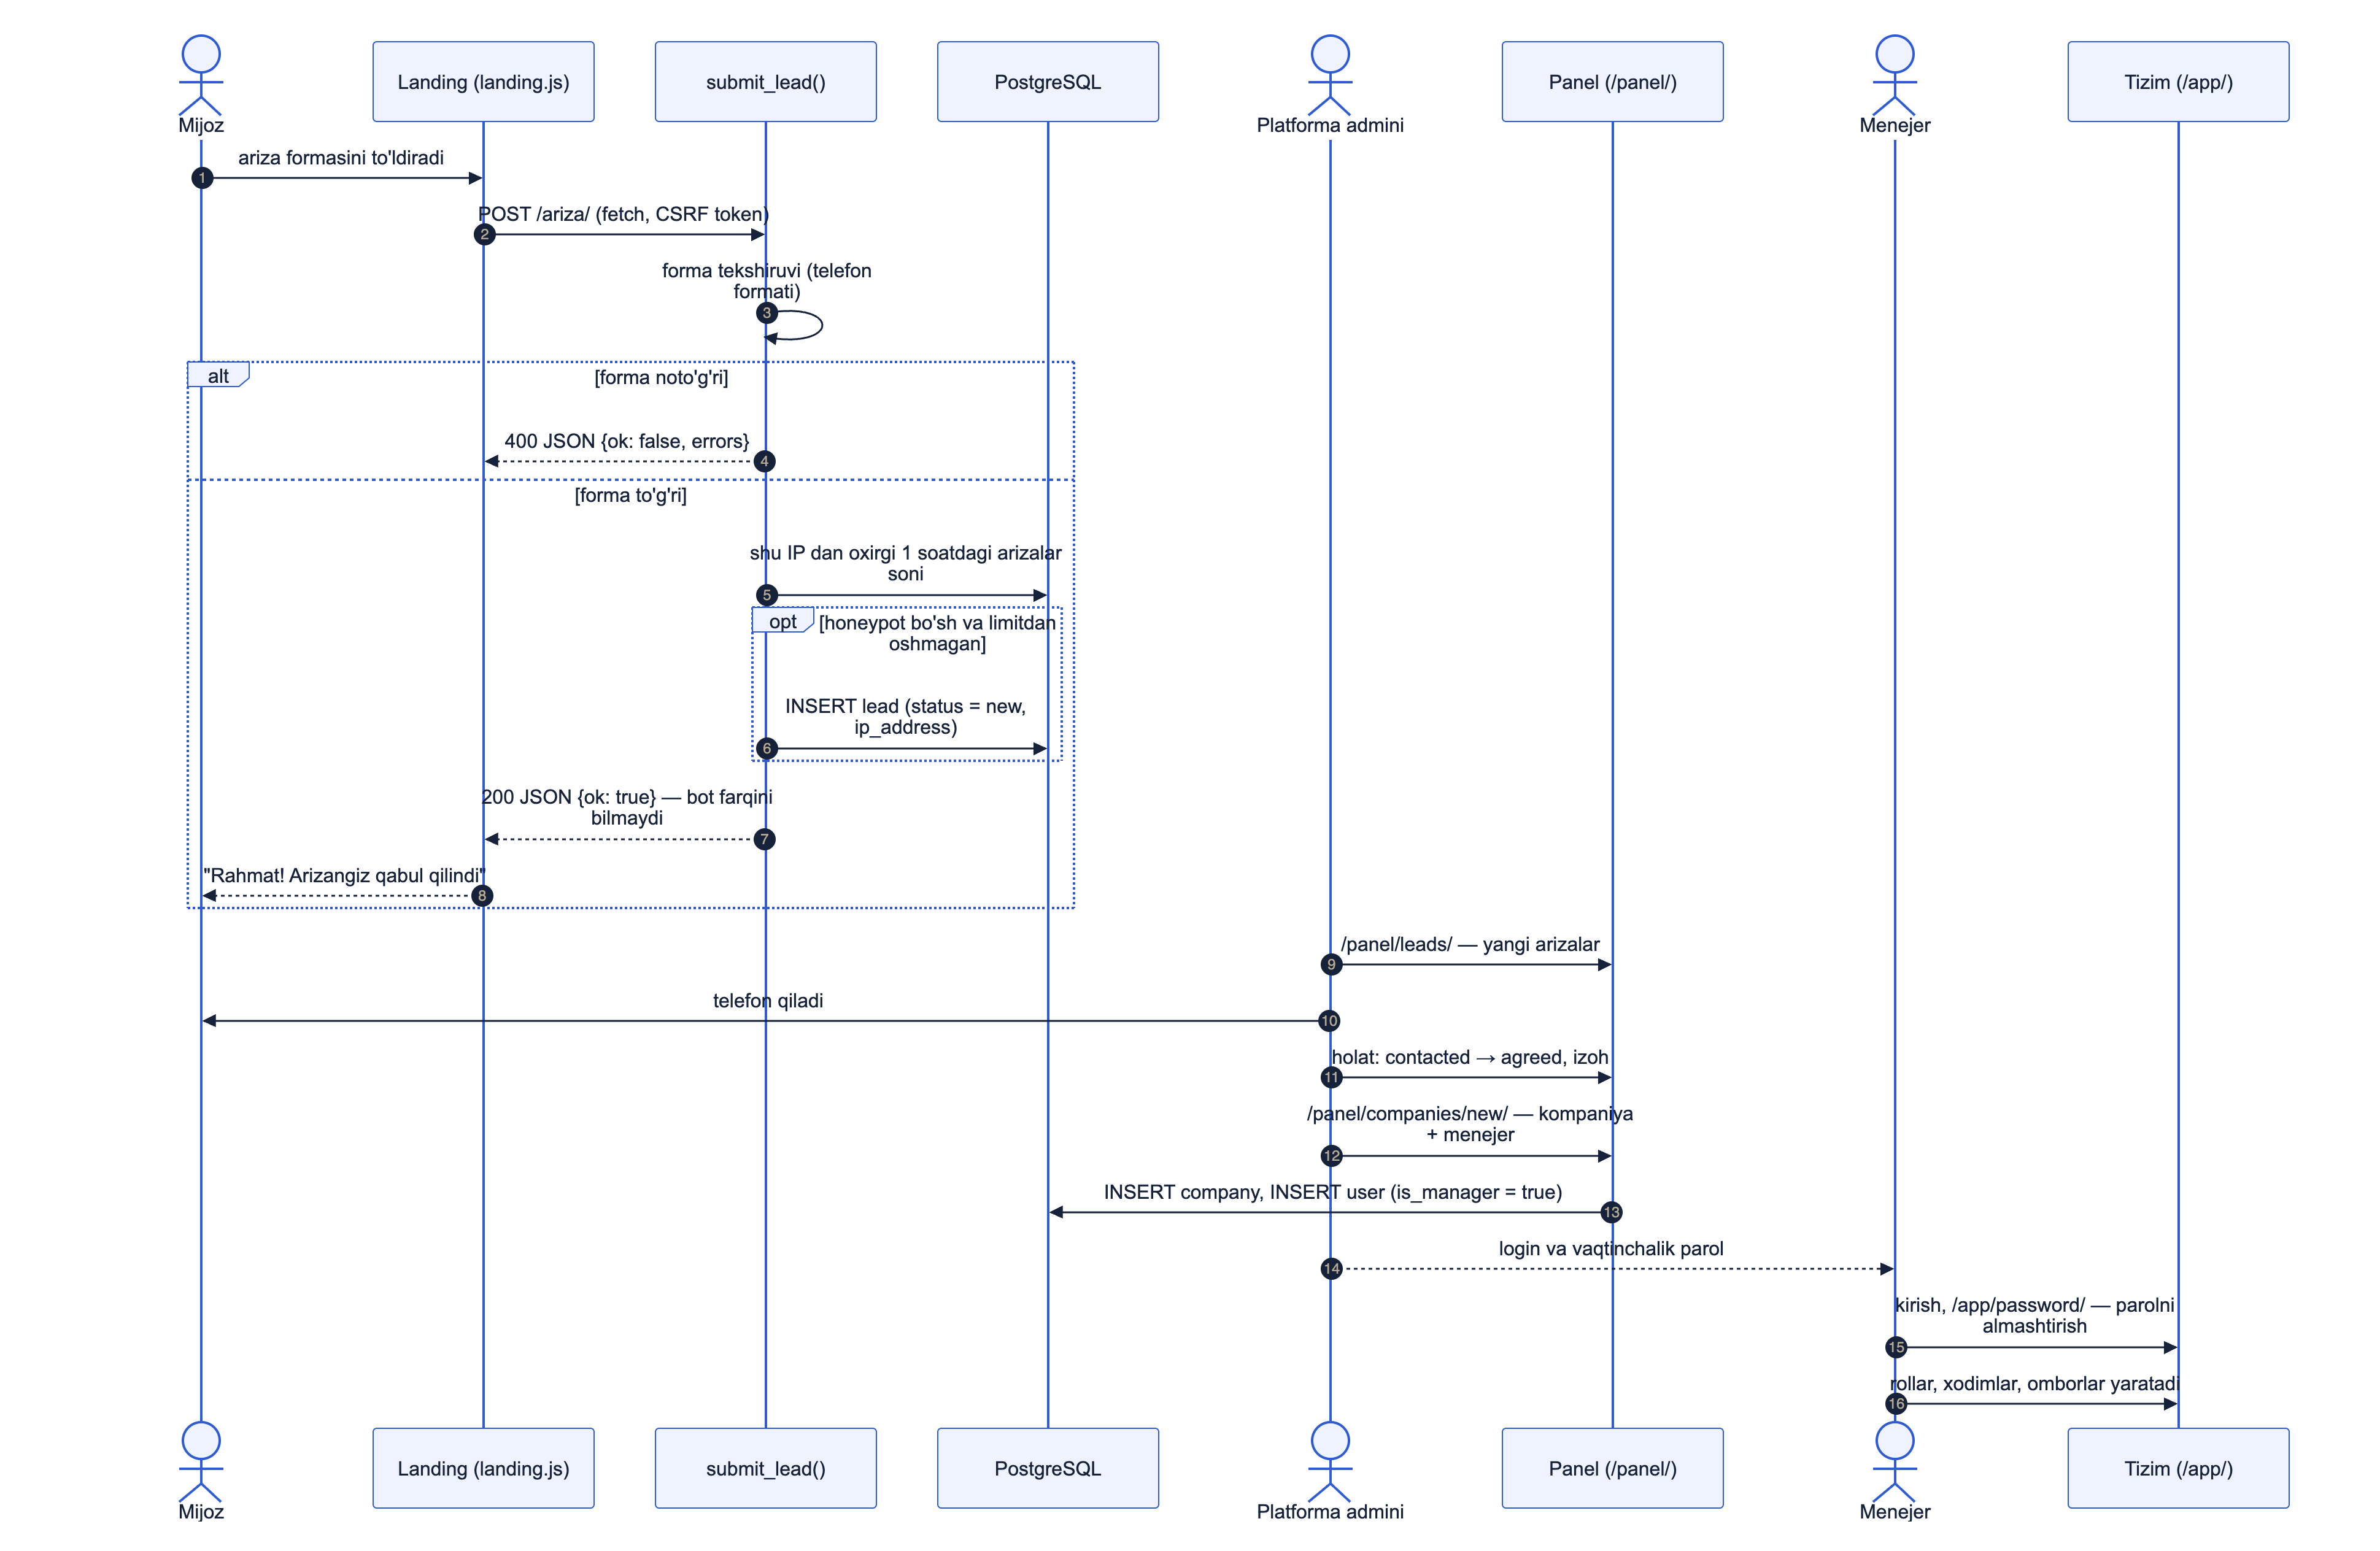 Mijoz
Landing (landing.js)
submit_lead()
PostgreSQL
Platforma admini
Panel (/panel/)
Menejer
Tizim (/app/)
ariza formasini to'ldiradi
1
POST /ariza/ (fetch, CSRF token)
2
forma tekshiruvi (telefon
formati)
3
alt
[forma noto'g'ri]
400 JSON {ok: false, errors}
4
[forma to'g'ri]
shu IP dan oxirgi 1 soatdagi arizalar
soni
5
opt
[honeypot bo'sh va limitdan
oshmagan]
INSERT lead (status = new,
ip_address)
6
200 JSON {ok: true} — bot farqini
bilmaydi
7
"Rahmat! Arizangiz qabul qilindi"
8
/panel/leads/ — yangi arizalar
9
telefon qiladi
10
holat: contacted → agreed, izoh
11
/panel/companies/new/ — kompaniya
+ menejer
12
INSERT company, INSERT user (is_manager = true)
13
login va vaqtinchalik parol
14
kirish, /app/password/ — parolni
almashtirish
15
rollar, xodimlar, omborlar yaratadi
16
Mijoz
Landing (landing.js)
submit_lead()
PostgreSQL
Platforma admini
Panel (/panel/)
Menejer
Tizim (/app/)